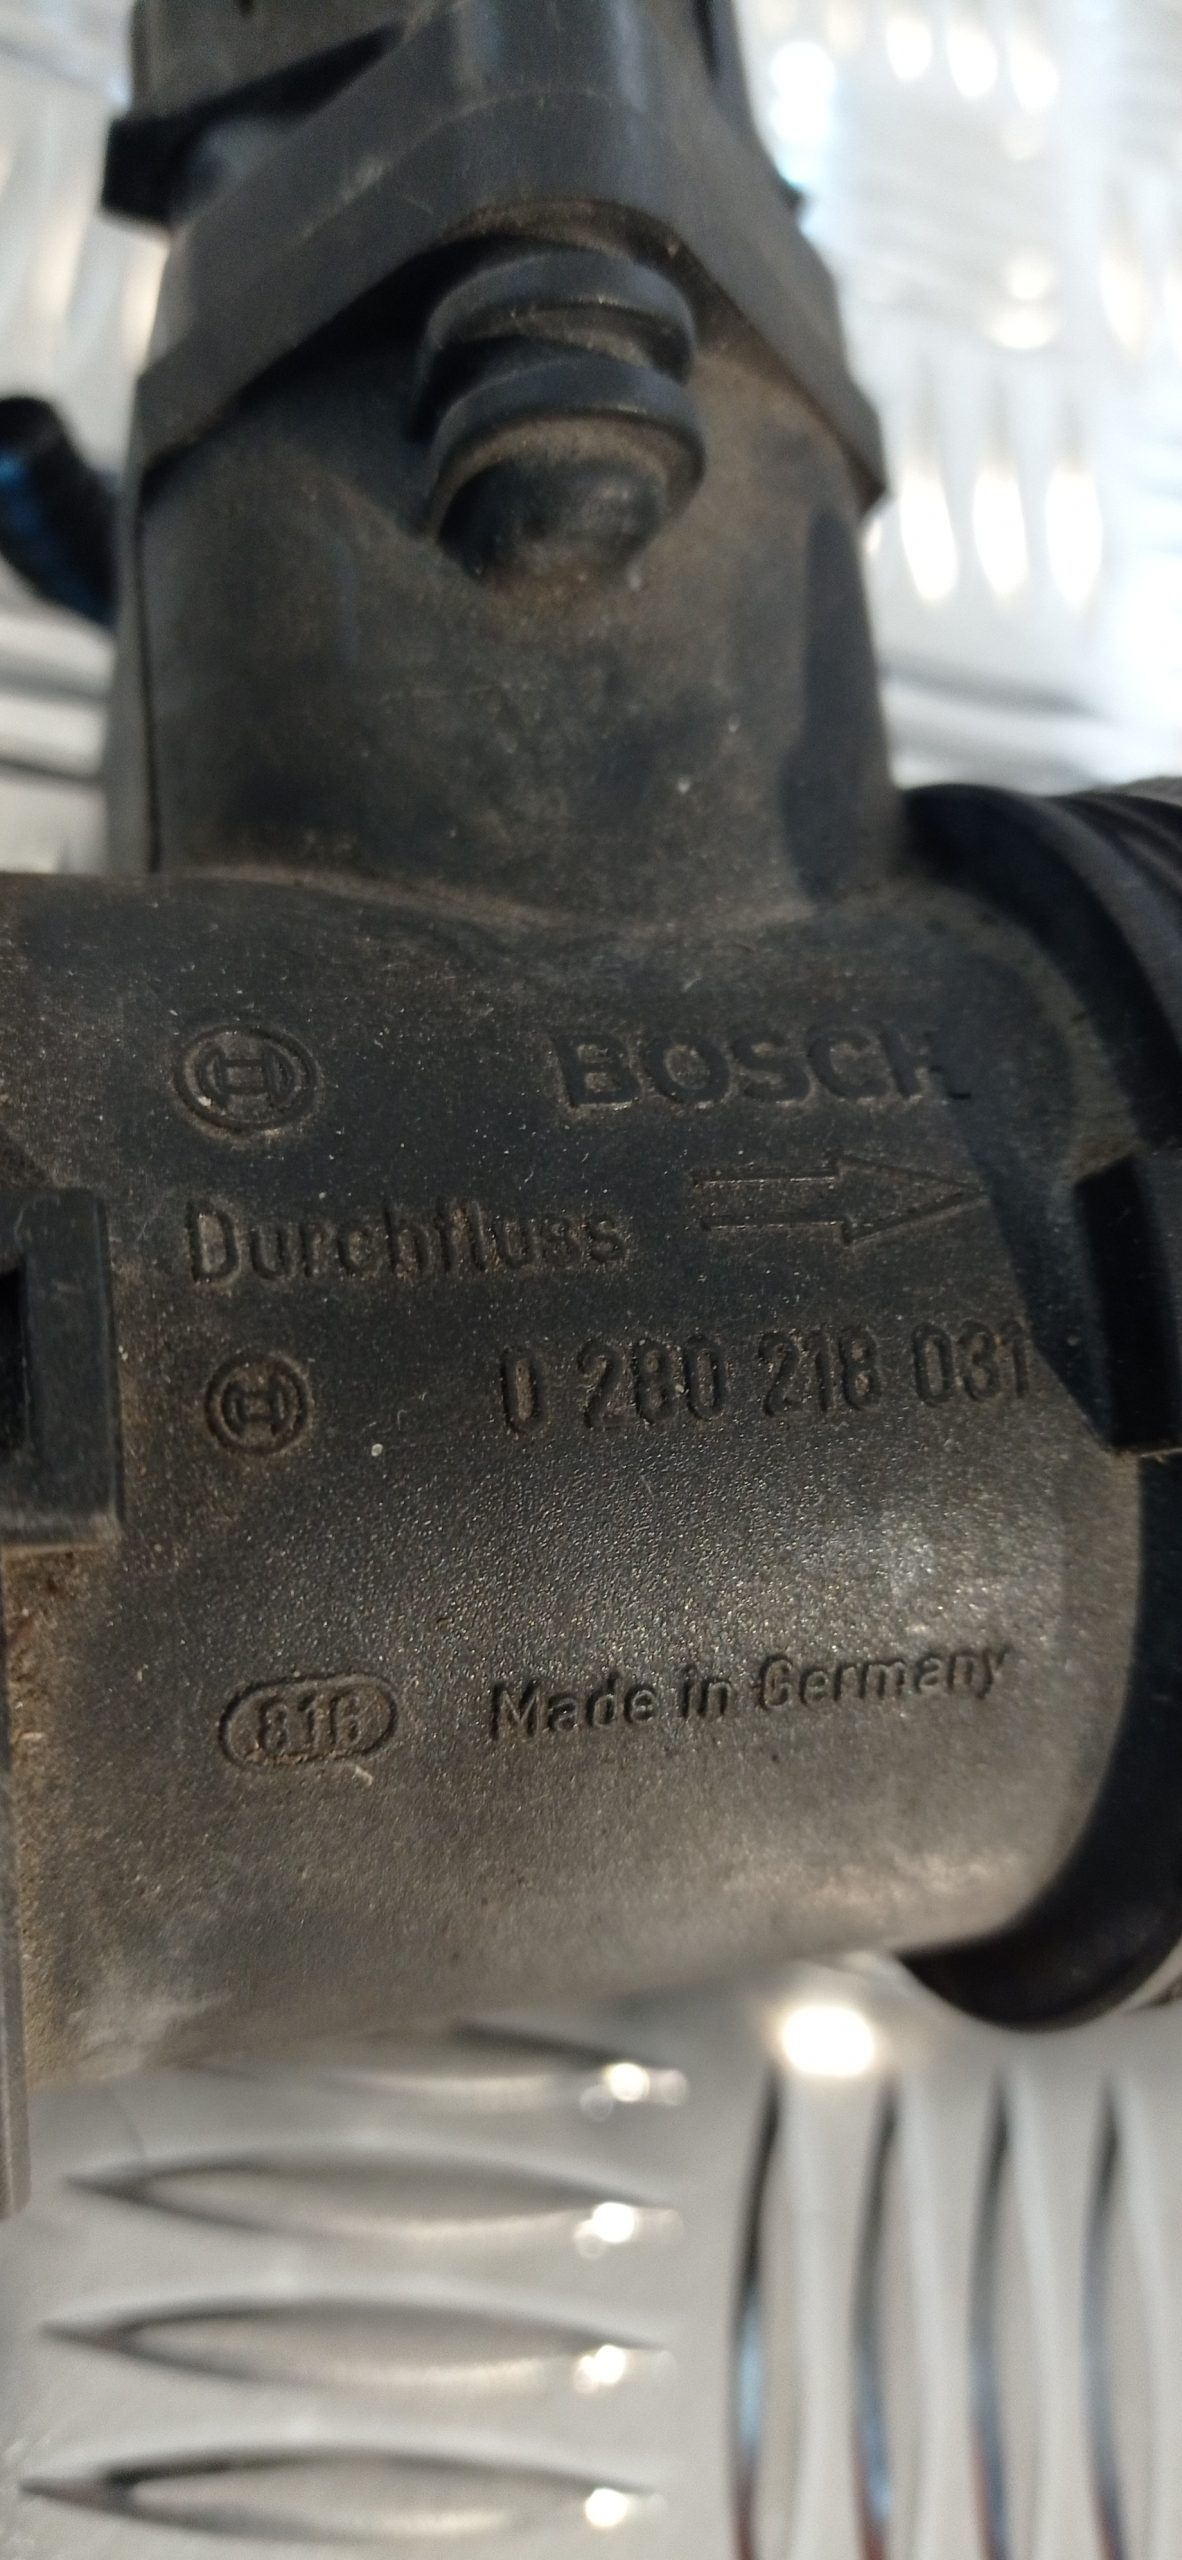 BOSCH
Durchfluss
0 280 218 031
816 Made in Germany